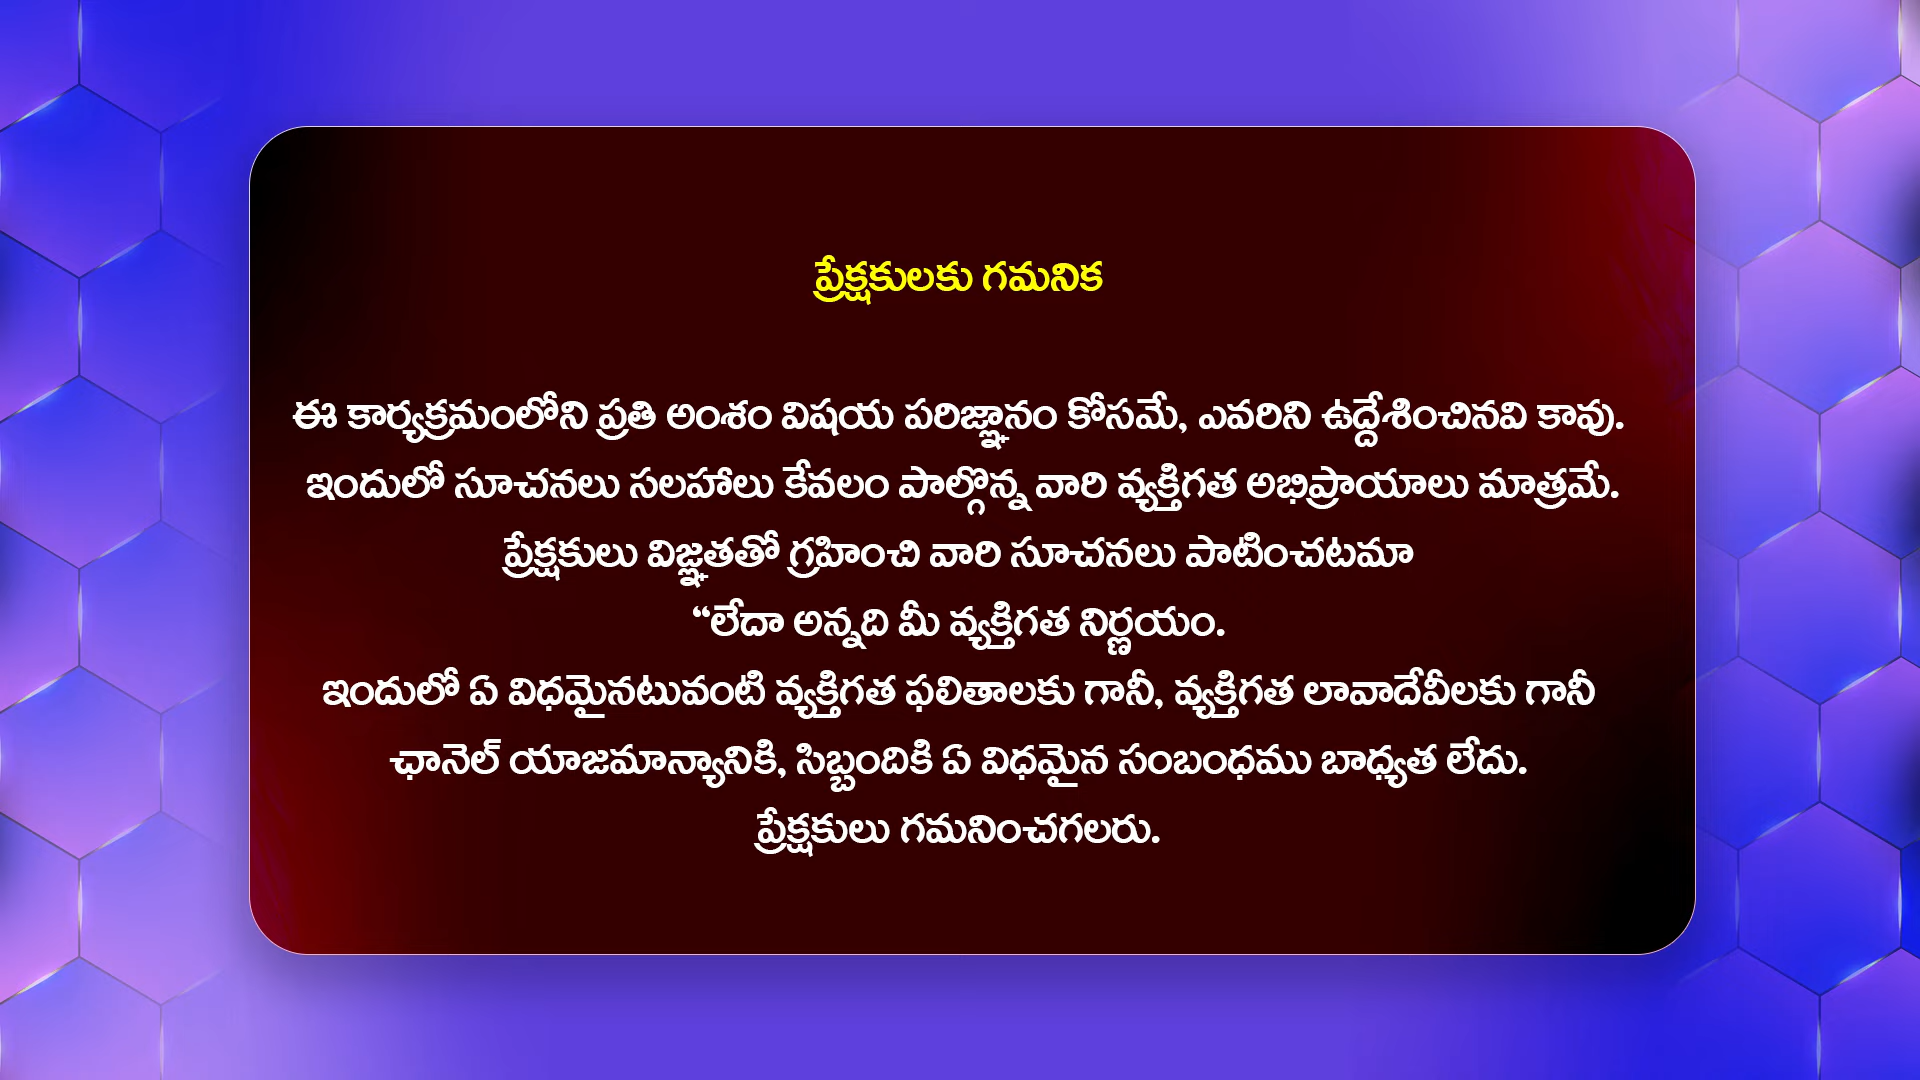 ప్రేక్షకులకు గమనిక
ఈ కార్యక్రమంలోని ప్రతి అంశం విషయ పరిజ్ఞానం కోసమే, ఎవరిని ఉద్దేశించినవి కావు.
ఇందులో సూచనలు సలహాలు కేవలం పాల్గొన్న వారి వ్యక్తిగత అభిప్రాయాలు మాత్రమే.
ప్రేక్షకులు విజ్ఞతతో గ్రహించి వారి సూచనలు పాటించటమా
“లేదా అన్నది మీ వ్యక్తిగత నిర్ణయం.
ఇందులో ఏ విధమైనటువంటి వ్యక్తిగత ఫలితాలకు గానీ, వ్యక్తిగత లావాదేవీలకు గానీ
ఛానెల్ యాజమాన్యానికి, సిబ్బందికి ఏ విధమైన సంబంధము బాధ్యత లేదు.
ప్రేక్షకులు గమనించగలరు.